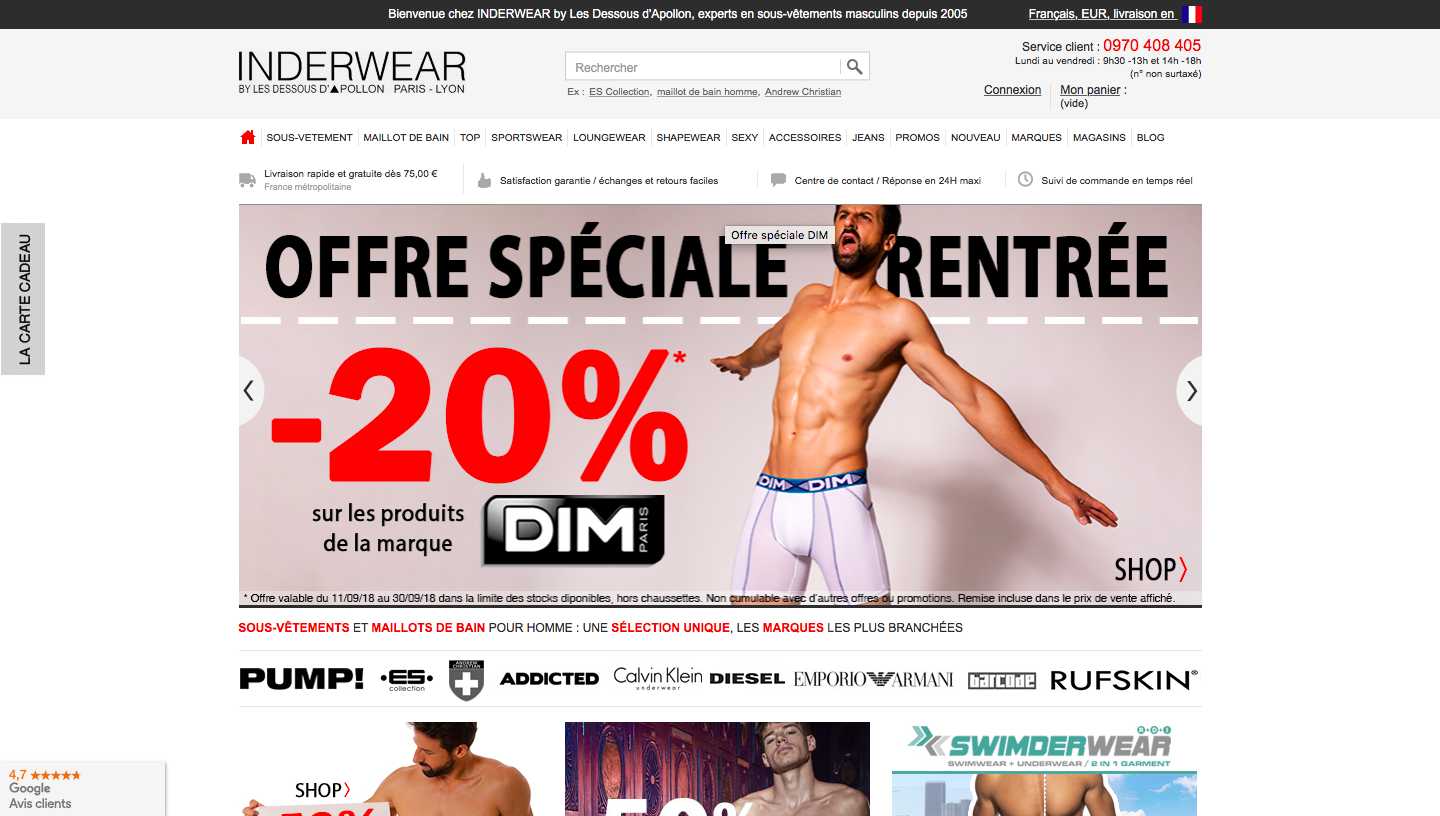 Bienvenue chez INDERWEAR by Les Dessous d'Apollon, experts en sous-vêtements masculins depuis 2005
Français, EUR, livraison en
INDERWEAR
BY LES DESSOUS D'APOLLON PARIS - LYON
Rechercher
Ex : ES Collection, maillot de bain homme, Andrew Christian
Service client : 0970 408 405
Lundi au vendredi : 9h30 -13h et 14h -18h
(n° non surtaxé)
Connexion
Mon panier :
(vide)
SOUS-VETEMENT MAILLOT DE BAIN TOP SPORTSWEAR LOUNGEWEAR SHAPEWEAR SEXY ACCESSOIRES JEANS PROMOS NOUVEAU MARQUES MAGASINS BLOG
Livraison rapide et gratuite dès 75,00 €
France métropolitaine
Satisfaction garantie / échanges et retours faciles
Centre de contact / Réponse en 24H maxi
Suivi de commande en temps réel
LA CARTE CADEAU
OFFRE SPÉCIALE RENTRÉE
Offre spéciale DIM
-20%*
sur les produits
de la marque
DIM PARIS
DIM DIM
SHOP
* Offre valable du 11/09/18 au 30/09/18 dans la limite des stocks diponibles, hors chaussettes. Non cumulable avec d'autres offres ou promotions. Remise incluse dans le prix de vente affiché.
SOUS-VÊTEMENTS ET MAILLOTS DE BAIN POUR HOMME : UNE SÉLECTION UNIQUE, LES MARQUES LES PLUS BRANCHÉES
PUMP!
ES
collection
ANDREW
CHRISTIAN
ADDICTED
Calvin Klein
underwear
DIESEL
EMPORIO ARMANI
barcode
RUFSKIN®
SHOP
50%
50%
R•D•I
SWIMDERWEAR
SWIMWEAR + UNDERWEAR / 2 IN 1 GARMENT
4,7
Google
Avis clients